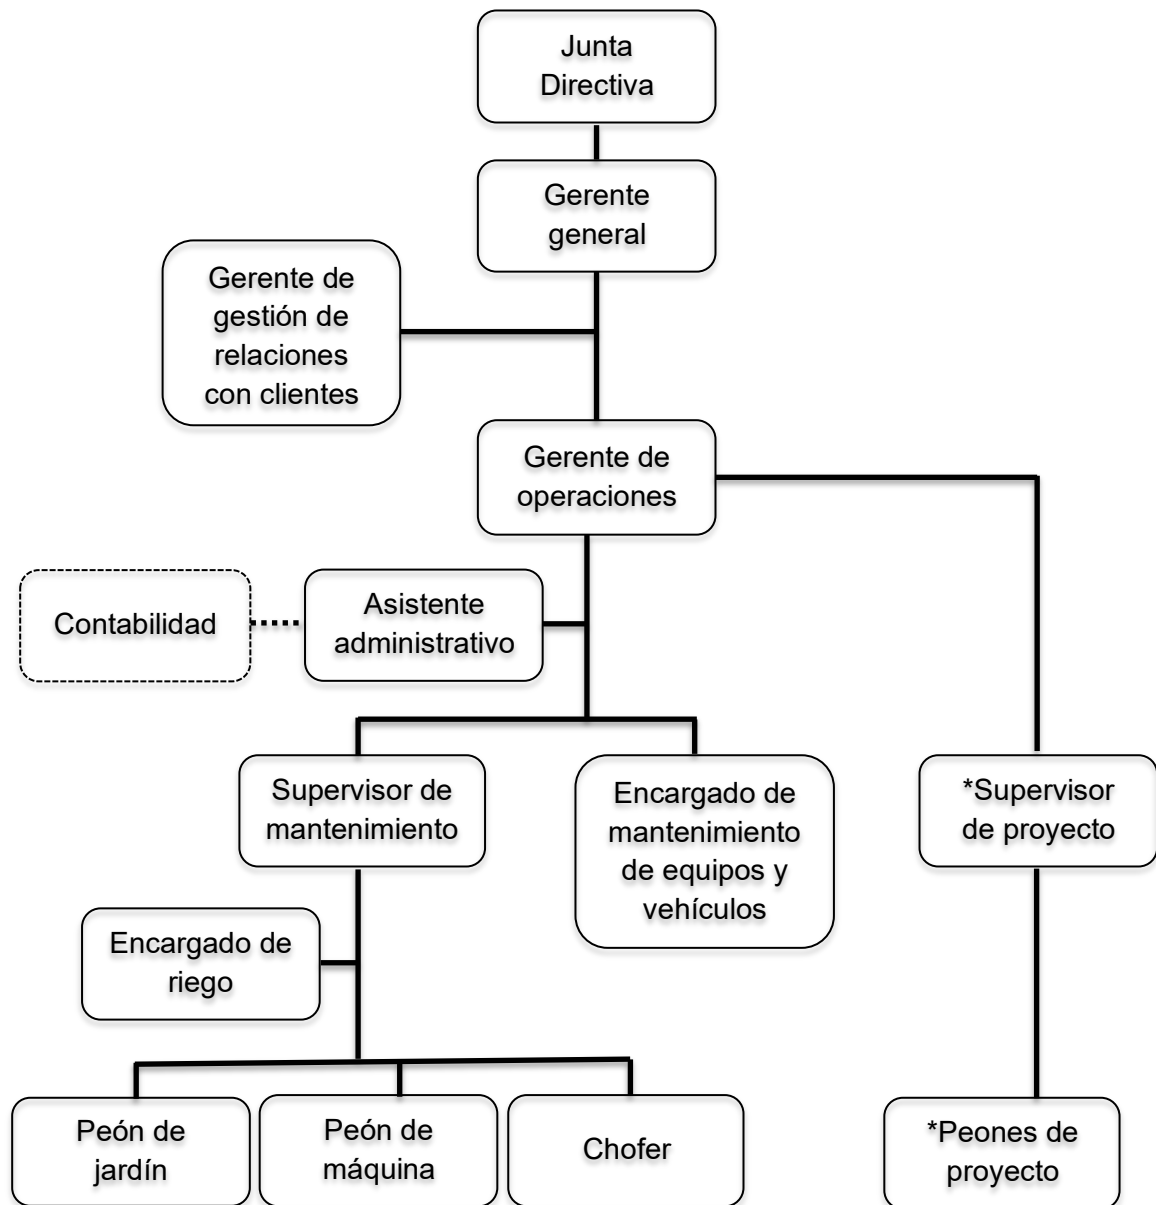 Junta
Directiva
Gerente
general
Gerente de
gestión de
relaciones
con clientes
Gerente de
operaciones
Contabilidad
Asistente
administrativo
Supervisor de
mantenimiento
Encargado de
mantenimiento
de equipos y
vehículos
*Supervisor
de proyecto
Encargado de
riego
Peón de
jardín
Peón de
máquina
Chofer
*Peones de
proyecto